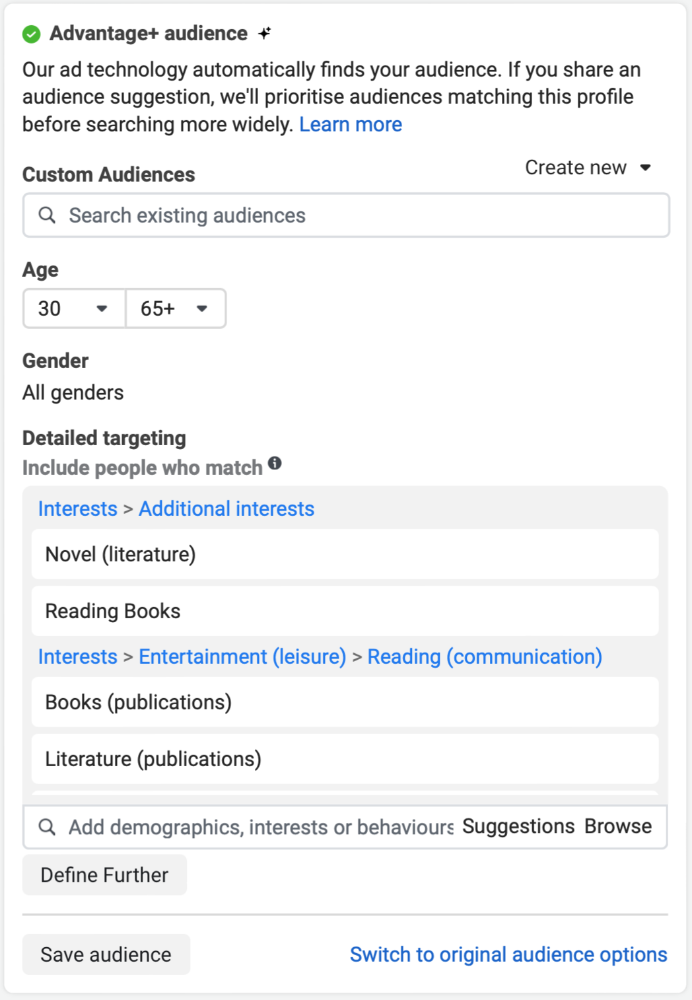 Advantage+ audience
Our ad technology automatically finds your audience. If you share an
audience suggestion, we'll prioritise audiences matching this profile
before searching more widely. Learn more
Custom Audiences
Create new
Search existing audiences
Age
30
65+
Gender
All genders
Detailed targeting
Include people who match
Interests > Additional interests
Novel (literature)
Reading Books
Interests > Entertainment (leisure) > Reading (communication)
Books (publications)
Literature (publications)
Add demographics, interests or behaviours Suggestions Browse
Define Further
Save audience
Switch to original audience options